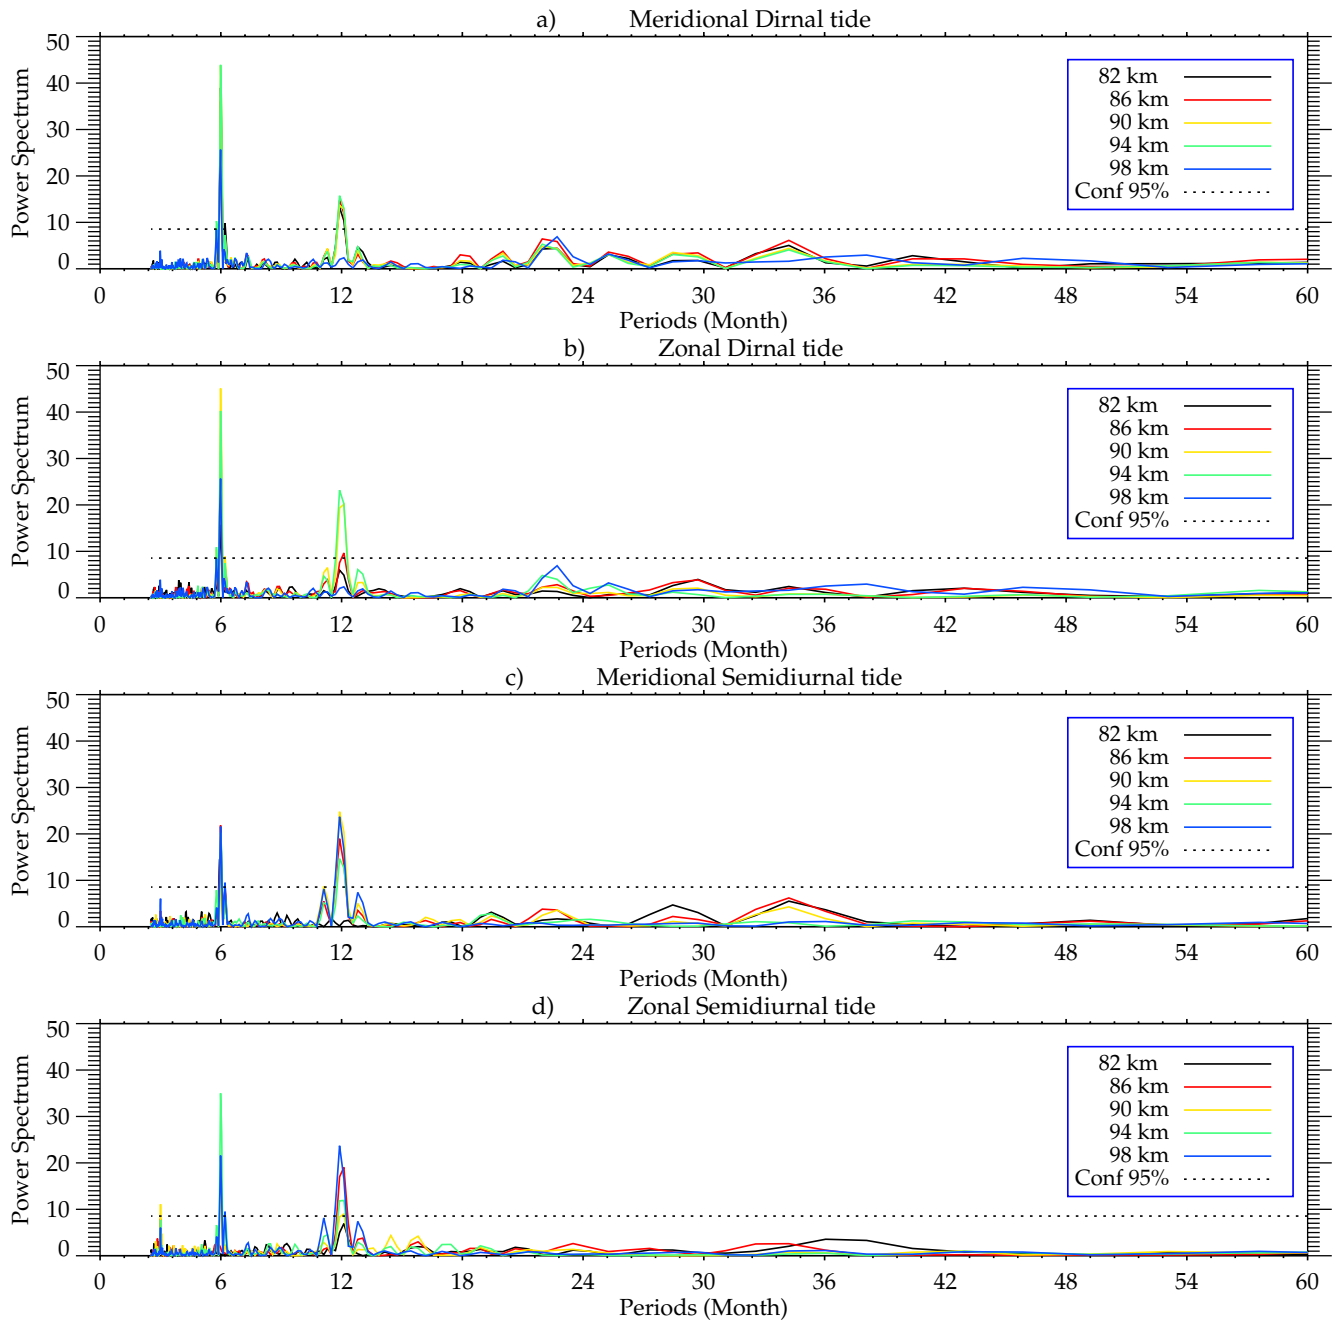 a) Meridional Dirnal tide
50
40
30
20
10
0
Power Spectrum
82 km
86 km
90 km
94 km
98 km
Conf 95%
0 6 12 18 24 30 36 42 48 54 60
Periods (Month)
b) Zonal Dirnal tide
50
40
30
20
10
0
Power Spectrum
82 km
86 km
90 km
94 km
98 km
Conf 95%
0 6 12 18 24 30 36 42 48 54 60
Periods (Month)
c) Meridional Semidiurnal tide
50
40
30
20
10
0
Power Spectrum
82 km
86 km
90 km
94 km
98 km
Conf 95%
0 6 12 18 24 30 36 42 48 54 60
Periods (Month)
d) Zonal Semidiurnal tide
50
40
30
20
10
0
Power Spectrum
82 km
86 km
90 km
94 km
98 km
Conf 95%
0 6 12 18 24 30 36 42 48 54 60
Periods (Month)